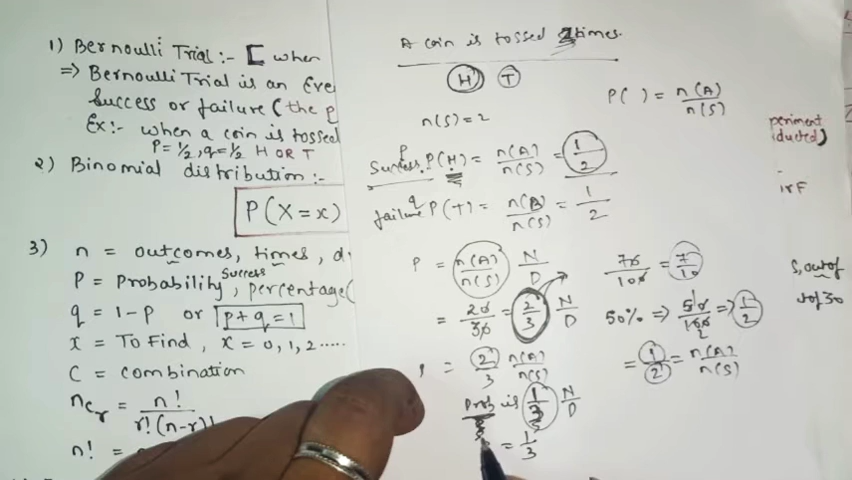 1) Bernoulli Trial :- [ when
=> Bernoulli Trial is an Eve
Success or failure (the p
Ex:- when a coin is tossed
P = 1/2, q = 1/2 H OR T
2) Binomial distribution :-
P(X = x)
3) n = outcomes, times, d
P = Probability success, percentage (
q = 1 - P or p + q = 1
x = To Find, x = 0, 1, 2 .....
C = combination
nCr = n! / r!(n-r)!
n! =
A coin is tossed times.
H T
P( ) = n(A)/n(S)
n(S) = 2
P
Success. P(H) = n(A)/n(S) = 1/2
q
failure P(T) = n(B)/n(S) = 1/2
P = n(A)/n(S) N/D 70/100 = 7/10
= 20/30 = 2/3 N/D 50% => 50/100 => 1/2
= 2/3 n(A)/n(S) = 1/2 = n(A)/n(S)
Prob is 1/3 N/D
= 1/3
periment
ducted)
S, out of
t of 30